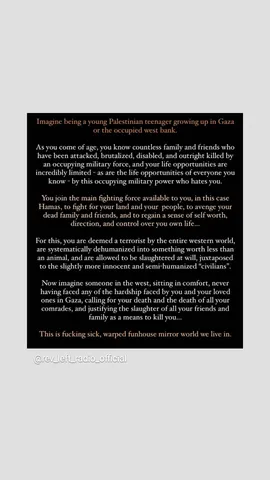 Imagine being a young Palestinian teenager growing up in Gaza
or the occupied west bank.
As you come of age, you know countless family and friends who
have been attacked, brutalized, disabled, and outright killed by
an occupying military force, and your life opportunities are
incredibly limited - as are the life opportunities of everyone you
know - by this occupying military power who hates you.
You join the main fighting force available to you, in this case
Hamas, to fight for your land and your people, to avenge your
dead family and friends, and to regain a sense of self worth,
direction, and control over you own life...
For this, you are deemed a terrorist by the entire western world,
are systematically dehumanized into something worth less than
an animal, and are allowed to be slaughtered at will, juxtaposed
to the slightly more innocent and semi-humanized "civilians".
Now imagine someone in the west, sitting in comfort, never
having faced any of the hardship faced by you and your loved
ones in Gaza, calling for your death and the death of all your
comrades, and justifying the slaughter of all your friends and
family as a means to kill you...
This is fucking sick, warped funhouse mirror world we live in.
@rev_left_radio_official